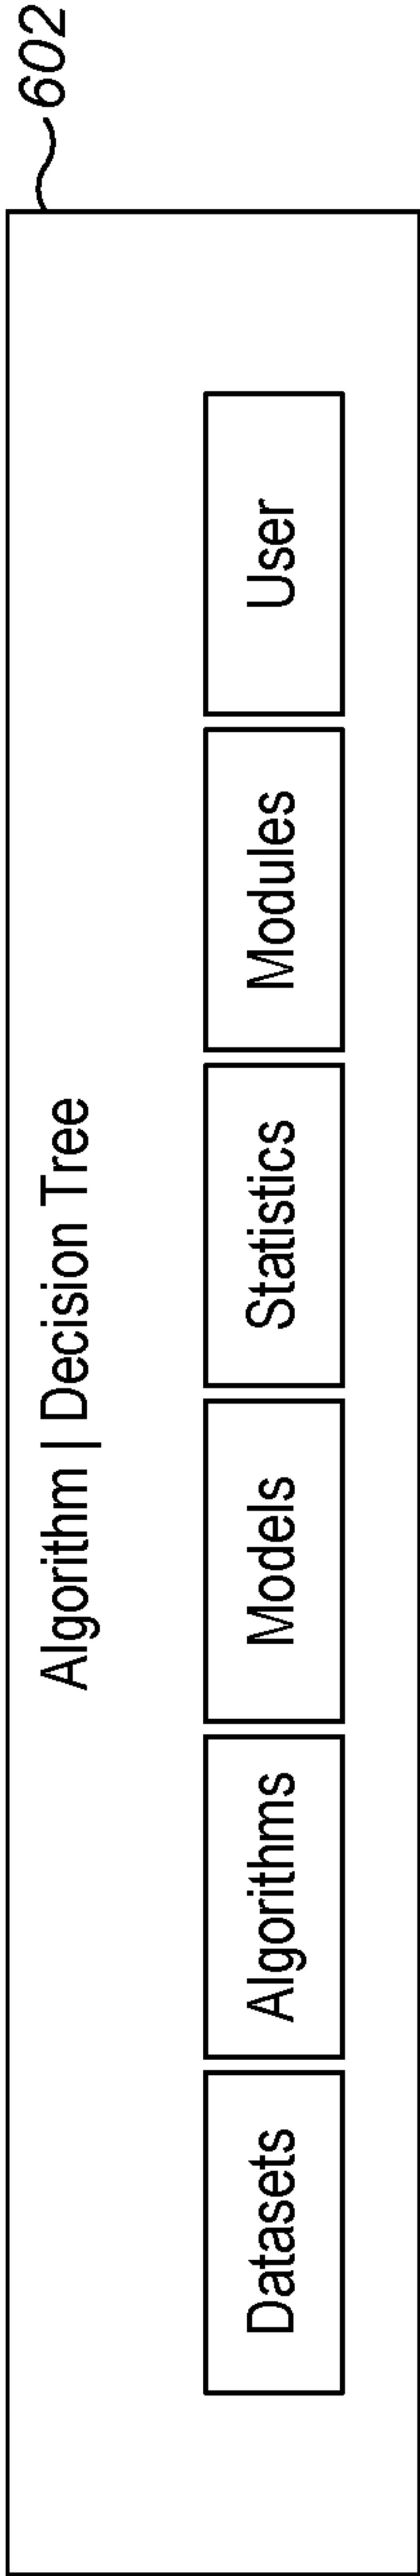 602
Algorithm | Decision Tree
Datasets
Algorithms
Models
Statistics
Modules
User